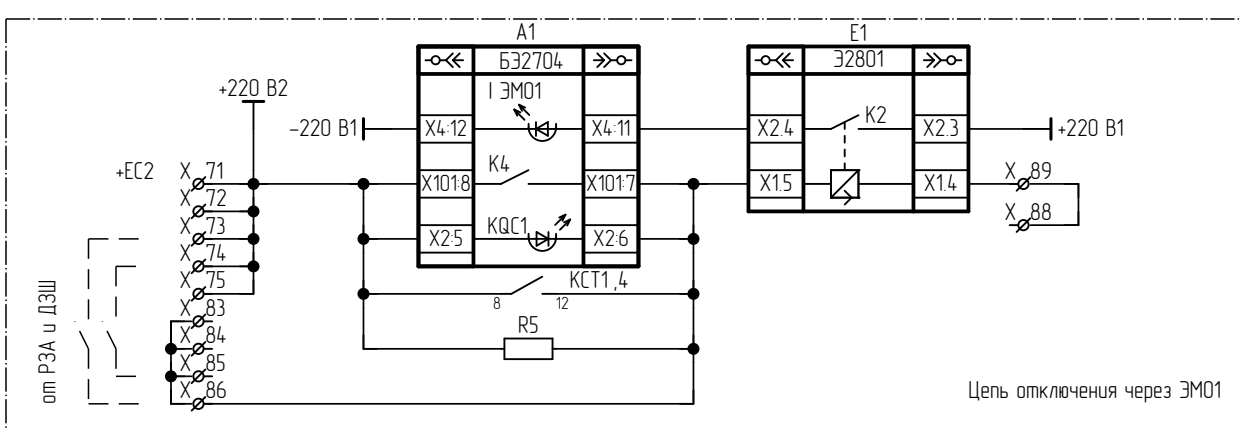 A1
E1
БЭ2704
Э2801
+220 В2
I ЭМ01
K2
-220 В1
X4:12
X4:11
X2.4
X2.3
+220 В1
+EC2
X 71
K4
X101:8
X101:7
X1.5
X1.4
X 89
X 72
X 88
X 73
KQC1
X2:5
X2:6
X 74
KCT1,4
X 75
8
12
от РЗА и ДЗШ
X 83
R5
X 84
X 85
X 86
Цепь отключения через ЭМ01